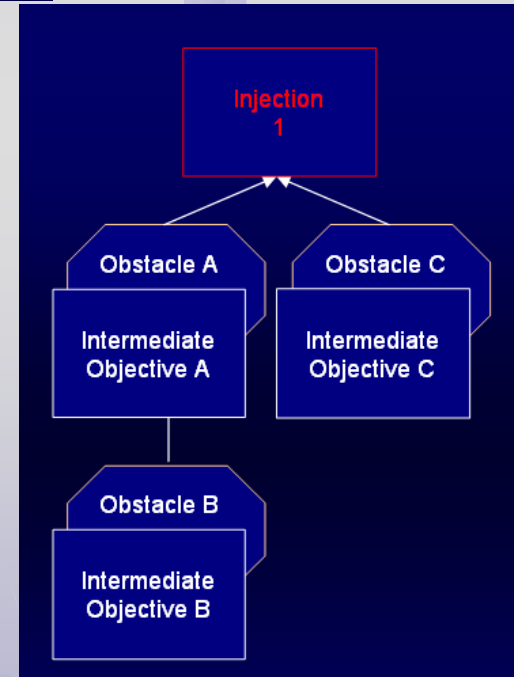 Injection
1
Obstacle A
Obstacle C
Intermediate
Objective A
Intermediate
Objective C
Obstacle B
Intermediate
Objective B